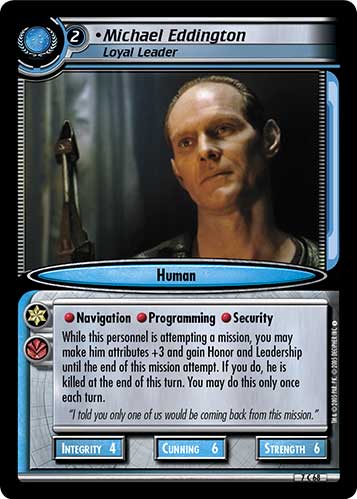 2
•Michael Eddington
Loyal Leader
Human
Navigation Programming Security
While this personnel is attempting a mission, you may
make him attributes +3 and gain Honor and Leadership
until the end of this mission attempt. If you do, he is
killed at the end of this turn. You may do this only once
each turn.
"I told you only one of us would be coming back from this mission."
INTEGRITY 4 CUNNING 6 STRENGTH 6
7 C 68